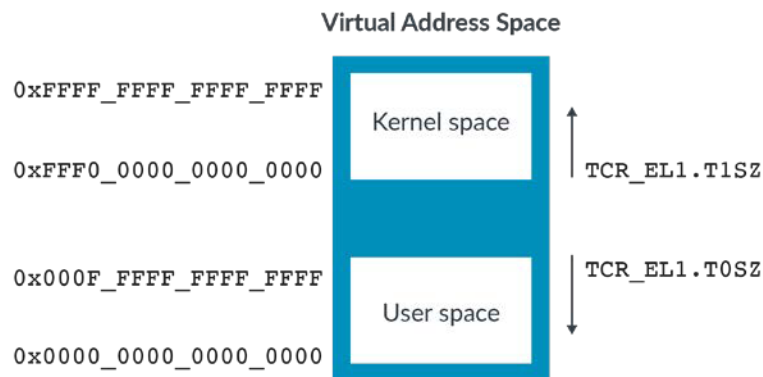 Virtual Address Space
0xFFFF_FFFF_FFFF_FFFF
Kernel space
0xFFF0_0000_0000_0000
TCR_EL1.T1SZ
0x000F_FFFF_FFFF_FFFF
TCR_EL1.T0SZ
User space
0x0000_0000_0000_0000